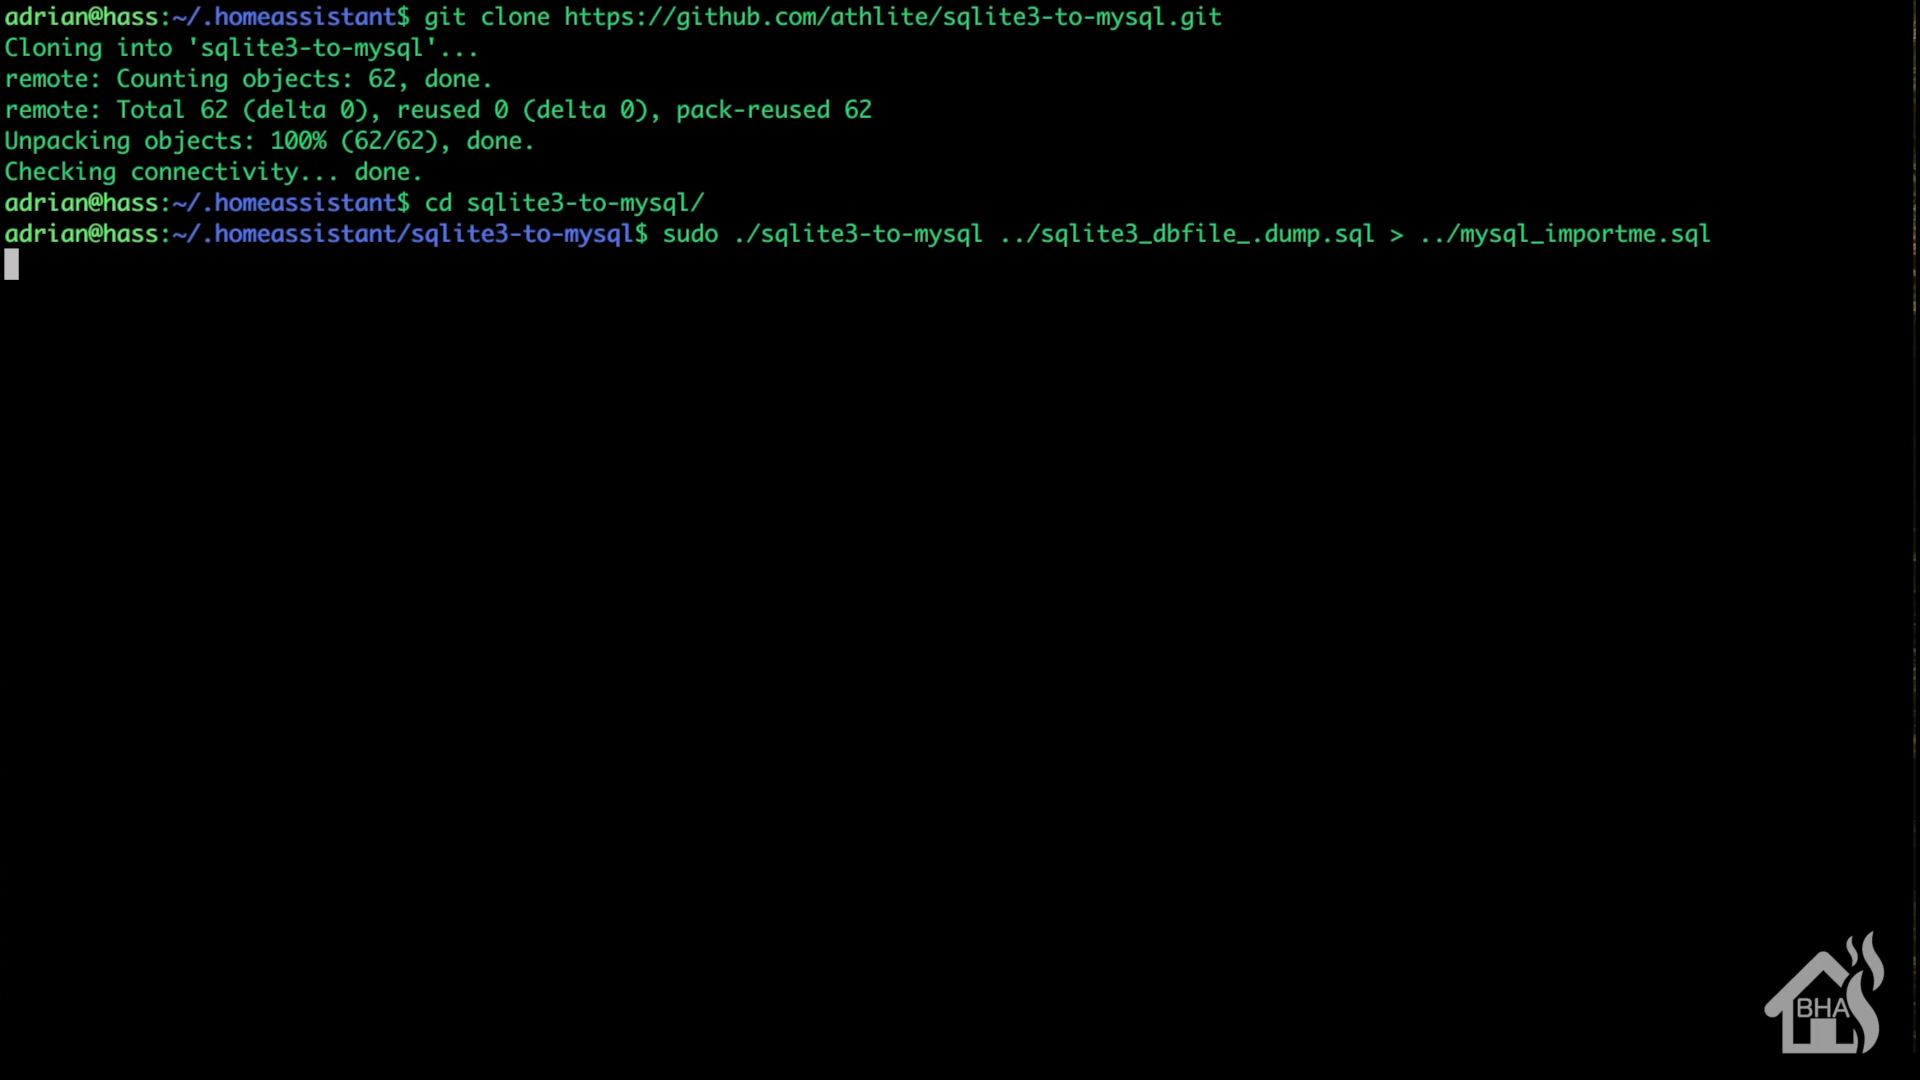 adrian@hass:~/.homeassistant$ git clone https://github.com/athlite/sqlite3-to-mysql.git
Cloning into 'sqlite3-to-mysql'...
remote: Counting objects: 62, done.
remote: Total 62 (delta 0), reused 0 (delta 0), pack-reused 62
Unpacking objects: 100% (62/62), done.
Checking connectivity... done.
adrian@hass:~/.homeassistant$ cd sqlite3-to-mysql/
adrian@hass:~/.homeassistant/sqlite3-to-mysql$ sudo ./sqlite3-to-mysql ../sqlite3_dbfile_.dump.sql > ../mysql_importme.sql
BHA